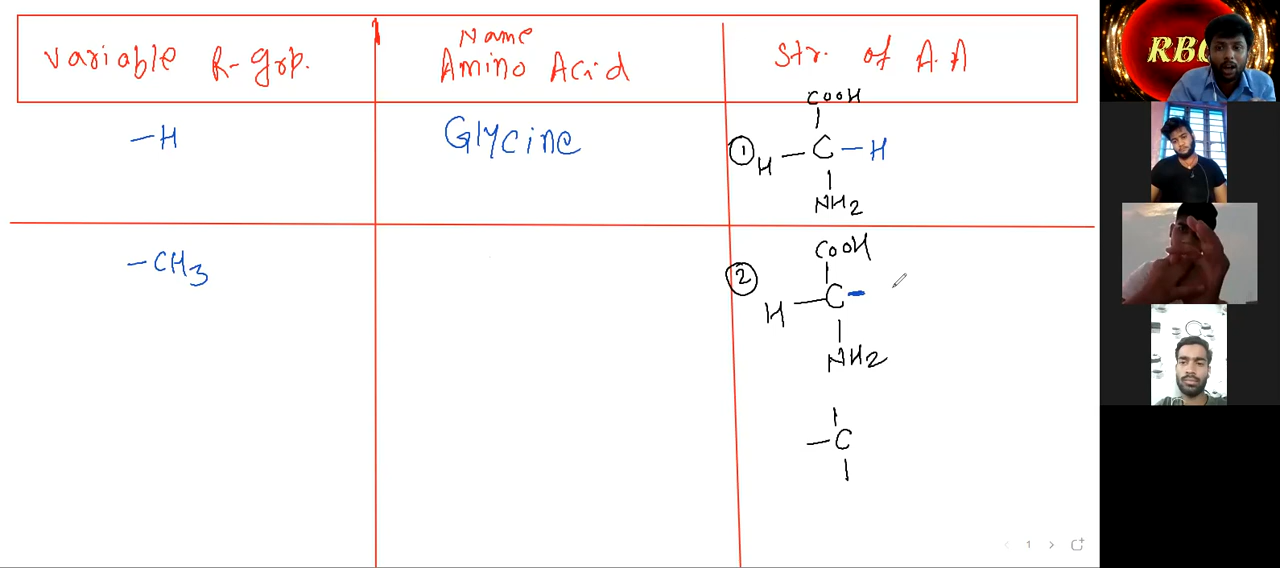 Variable R-Grp.
Name
Amino Acid
Str. of A.A
-H
Glycine
COOH
① H - C - H
NH2
-CH3
COOH
② H - C -
NH2
- C
1
RBC